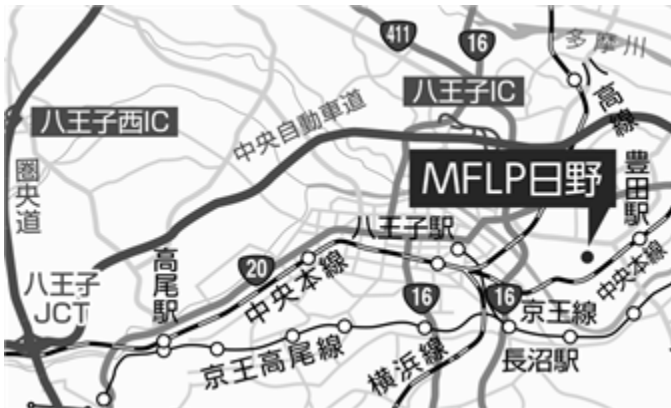 411
16
多摩川
八高線
八王子IC
八王子西IC
中央自動車道
MFLP日野
豊田駅
圏央道
八王子駅
高尾駅
20
中央本線
中央本線
八王子
JCT
16
16
京王線
京王高尾線
横浜線
長沼駅